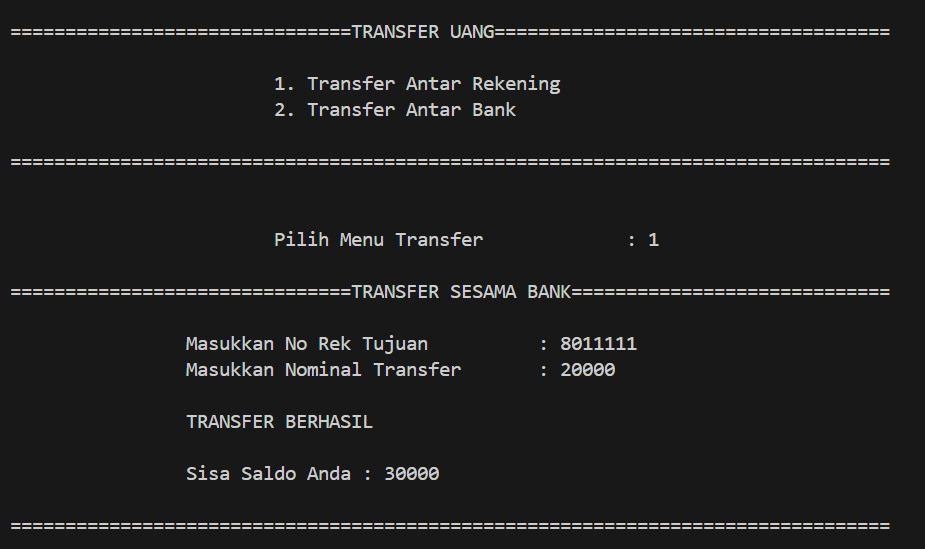 ===============================TRANSFER UANG====================================
1. Transfer Antar Rekening
2. Transfer Antar Bank
================================================================================
Pilih Menu Transfer : 1
===============================TRANSFER SESAMA BANK=============================
Masukkan No Rek Tujuan : 8011111
Masukkan Nominal Transfer : 20000
TRANSFER BERHASIL
Sisa Saldo Anda : 30000
================================================================================